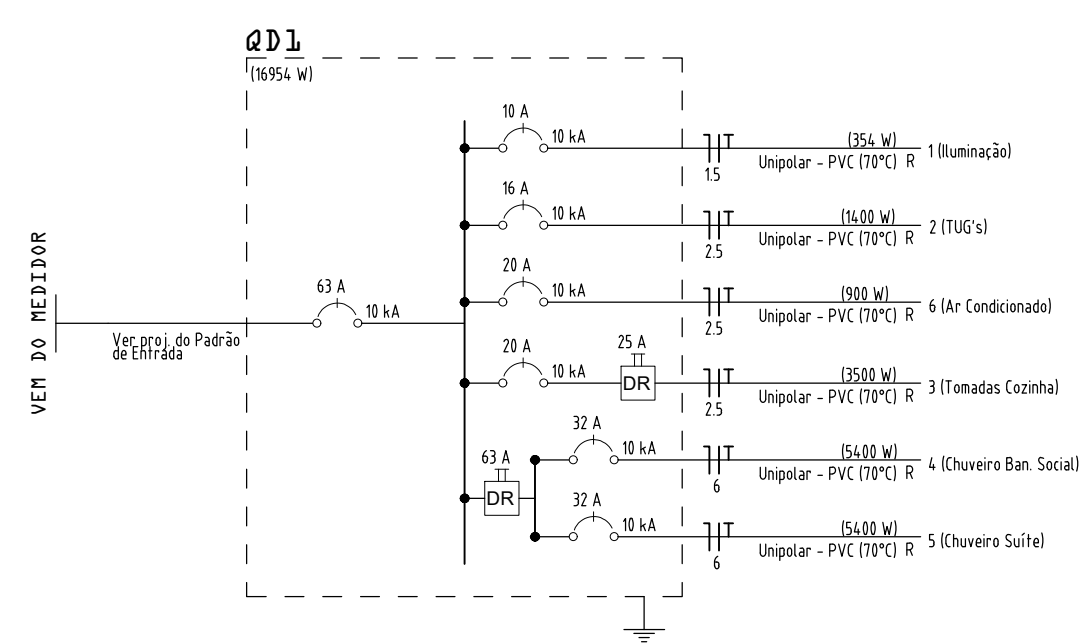 QD1
(16954 W)
VEM DO MEDIDOR
Ver proj. do Padrão
de Entrada
63 A
10 kA
10 A
10 kA
1.5
(354 W)
Unipolar - PVC (70°C) R
1 (Iluminação)
16 A
10 kA
2.5
(1400 W)
Unipolar - PVC (70°C) R
2 (TUG's)
20 A
10 kA
2.5
(900 W)
Unipolar - PVC (70°C) R
6 (Ar Condicionado)
20 A
10 kA
25 A
DR
2.5
(3500 W)
Unipolar - PVC (70°C) R
3 (Tomadas Cozinha)
63 A
DR
32 A
10 kA
6
(5400 W)
Unipolar - PVC (70°C) R
4 (Chuveiro Ban. Social)
32 A
10 kA
6
(5400 W)
Unipolar - PVC (70°C) R
5 (Chuveiro Suíte)